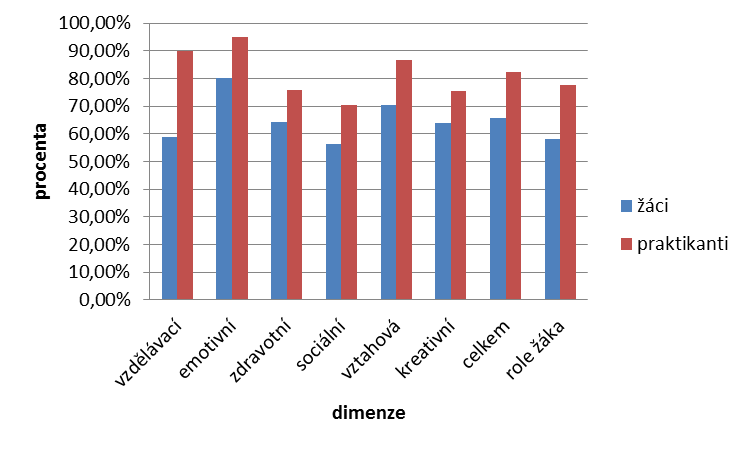 100,00%
90,00%
80,00%
70,00%
60,00%
50,00%
40,00%
30,00%
20,00%
10,00%
0,00%
procenta
vzdělávací
emotivní
zdravotní
sociální
vztahová
kreativní
celkem
role žáka
dimenze
žáci
praktikanti